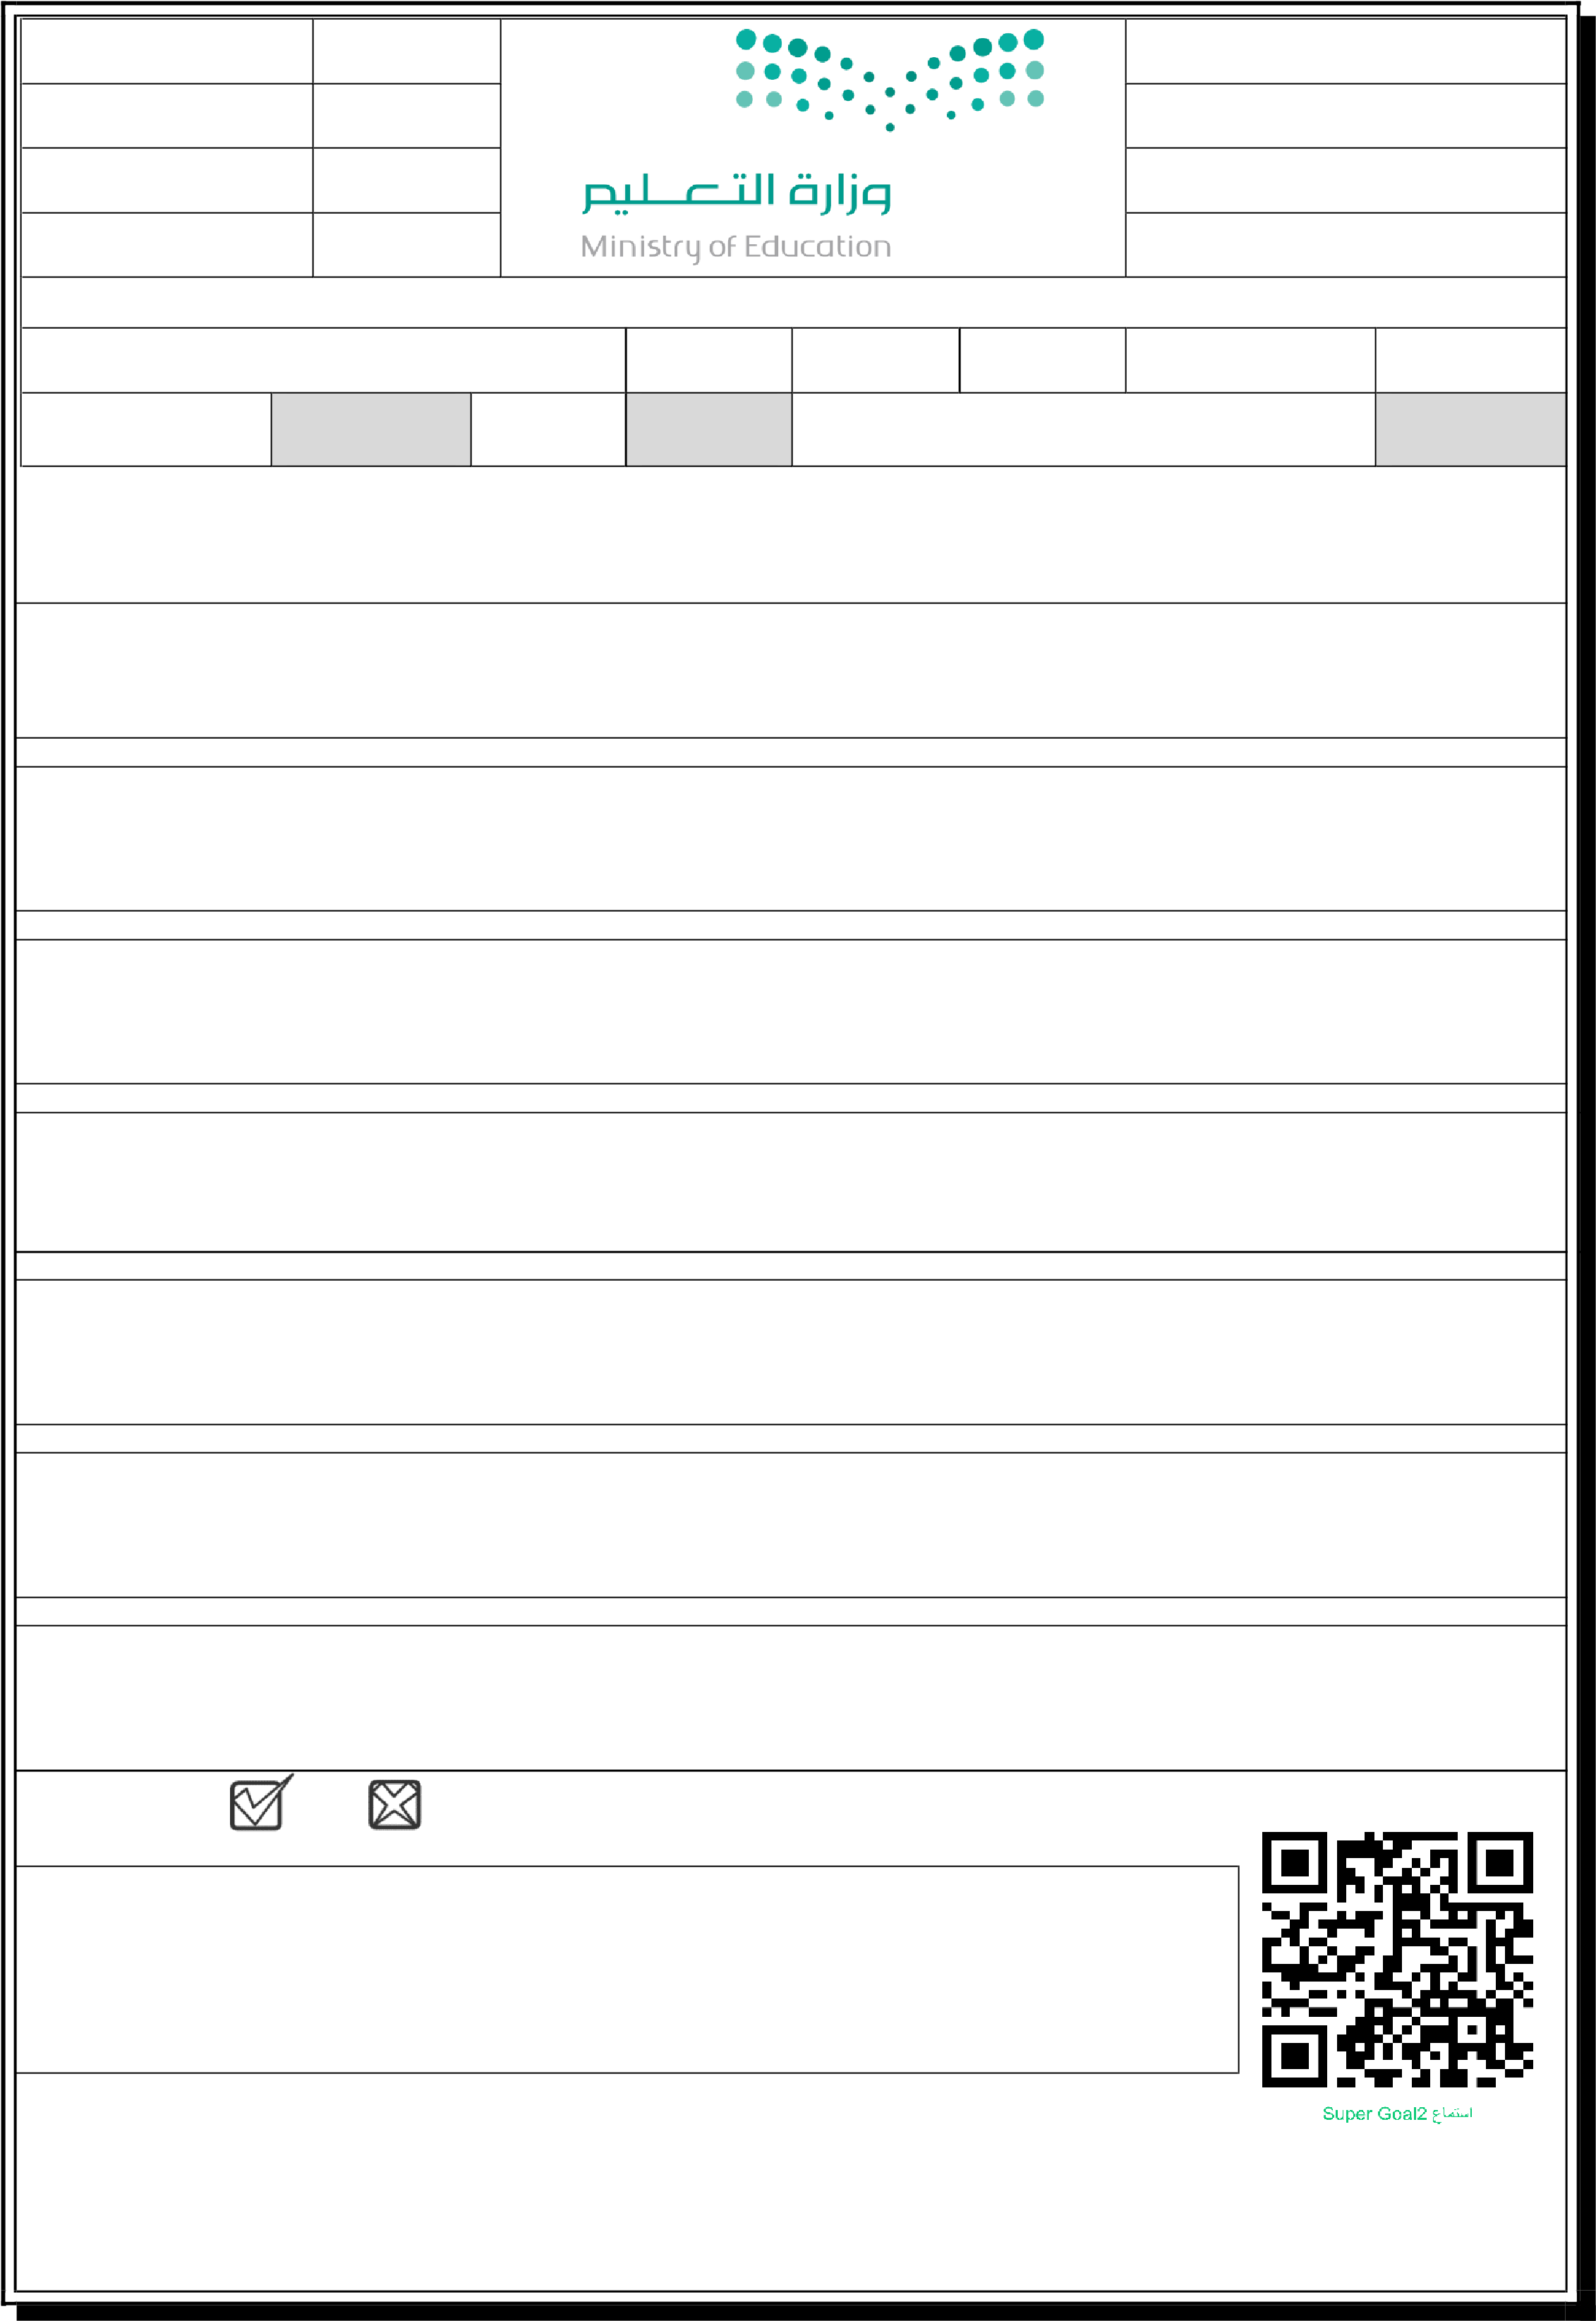 وزارة التعليم
Ministry of Education
Super Goal2 استماع